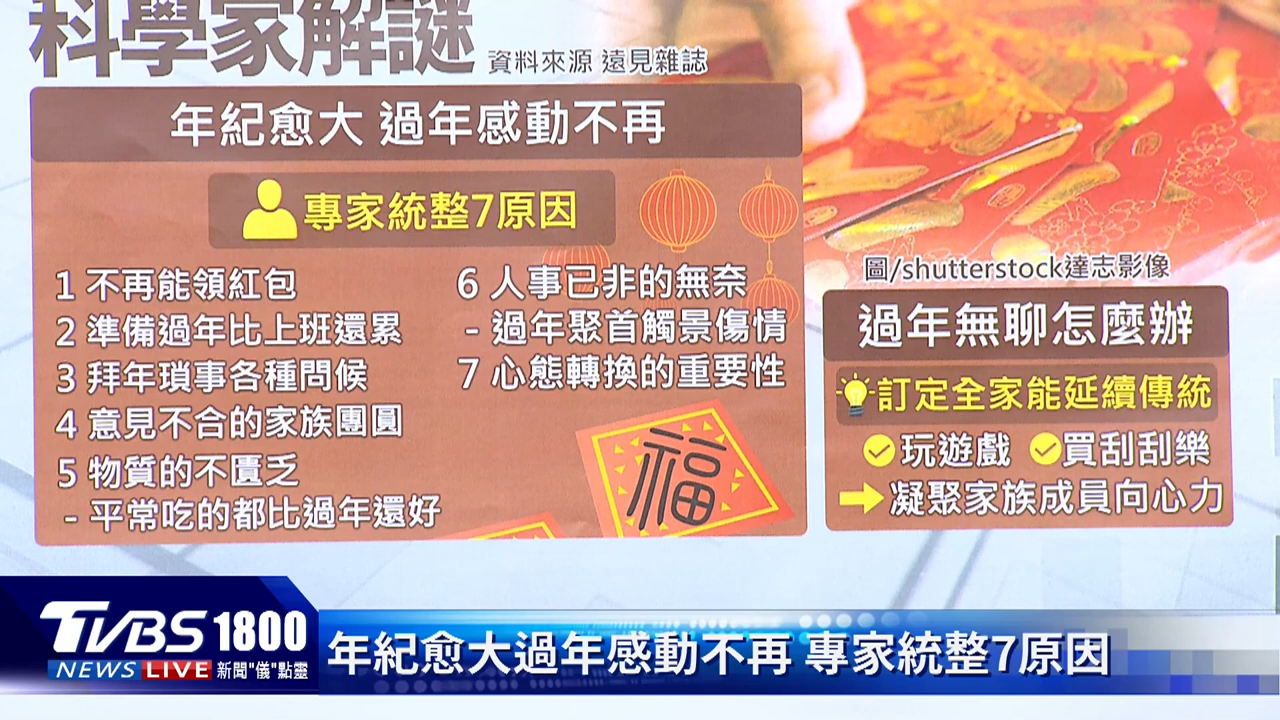 科學家解謎 資料來源 遠見雜誌
年紀愈大 過年感動不再
專家統整7原因
1 不再能領紅包
2 準備過年比上班還累
3 拜年瑣事各種問候
4 意見不合的家族團圓
5 物質的不匱乏
- 平常吃的都比過年還好
6 人事已非的無奈
- 過年聚首觸景傷情
7 心態轉換的重要性
福
圖/shutterstock達志影像
過年無聊怎麼辦
訂定全家能延續傳統
玩遊戲 買刮刮樂
凝聚家族成員向心力
TVBS 1800
NEWS LIVE 新聞"儀"點靈
年紀愈大過年感動不再 專家統整7原因